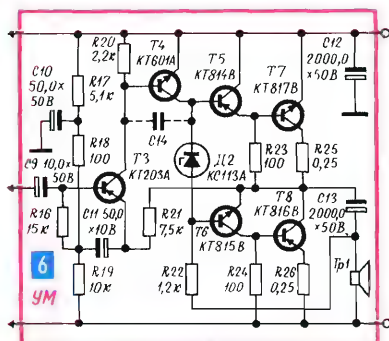 R20
2,2к
T4
КТ601А
T5
КТ814В
T7
КТ817В
C12
2000,0
×50В
C10
50,0×
50В
R17
5,1к
C14
R18
100
Д2
КС113А
R23
100
R25
0,25
C9 10,0×
50В
T3
КТ203А
T8
КТ816В
C13
2000,0
×50В
R16
15к
C11 50,0
×10В
R21
7,5к
T6
КТ815В
6
УМ
R19
10к
R22
1,2к
R24
100
R26
0,25
Гр1